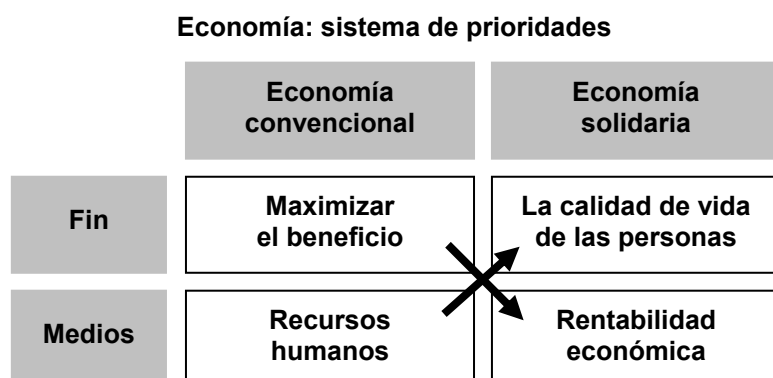 Economía: sistema de prioridades
Economía
convencional
Economía
solidaria
Fin
Maximizar
el beneficio
La calidad de vida
de las personas
Medios
Recursos
humanos
Rentabilidad
económica